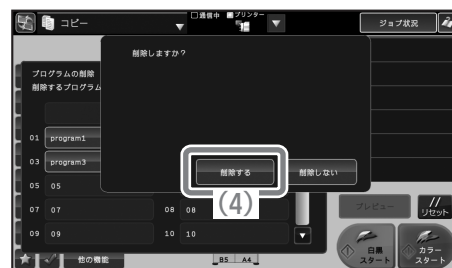 コピー
通信中
プリンター
ジョブ状況
削除しますか？
プログラムの削除
削除するプログラム
01 program1
03 program3
削除する
削除しない
(4)
05 05
07 07
08 08
09 09
10 10
プレビュー
リセット
他の機能
B5 A4
白黒
スタート
カラー
スタート